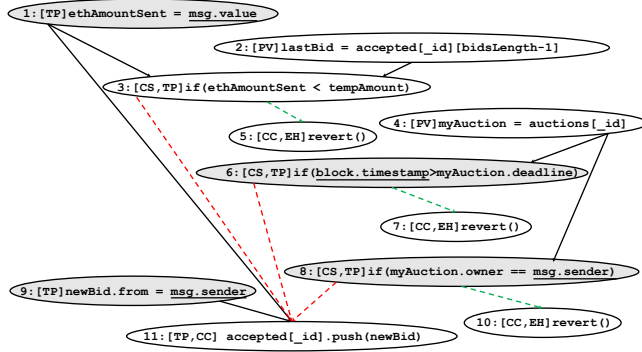 1:[TP]ethAmountSent = msg.value
2:[PV]lastBid = accepted[_id][bidsLength-1]
3:[CS,TP]if(ethAmountSent < tempAmount)
4:[PV]myAuction = auctions[_id]
5:[CC,EH]revert()
6:[CS,TP]if(block.timestamp>myAuction.deadline)
7:[CC,EH]revert()
8:[CS,TP]if(myAuction.owner == msg.sender)
9:[TP]newBid.from = msg.sender
10:[CC,EH]revert()
11:[TP,CC] accepted[_id].push(newBid)